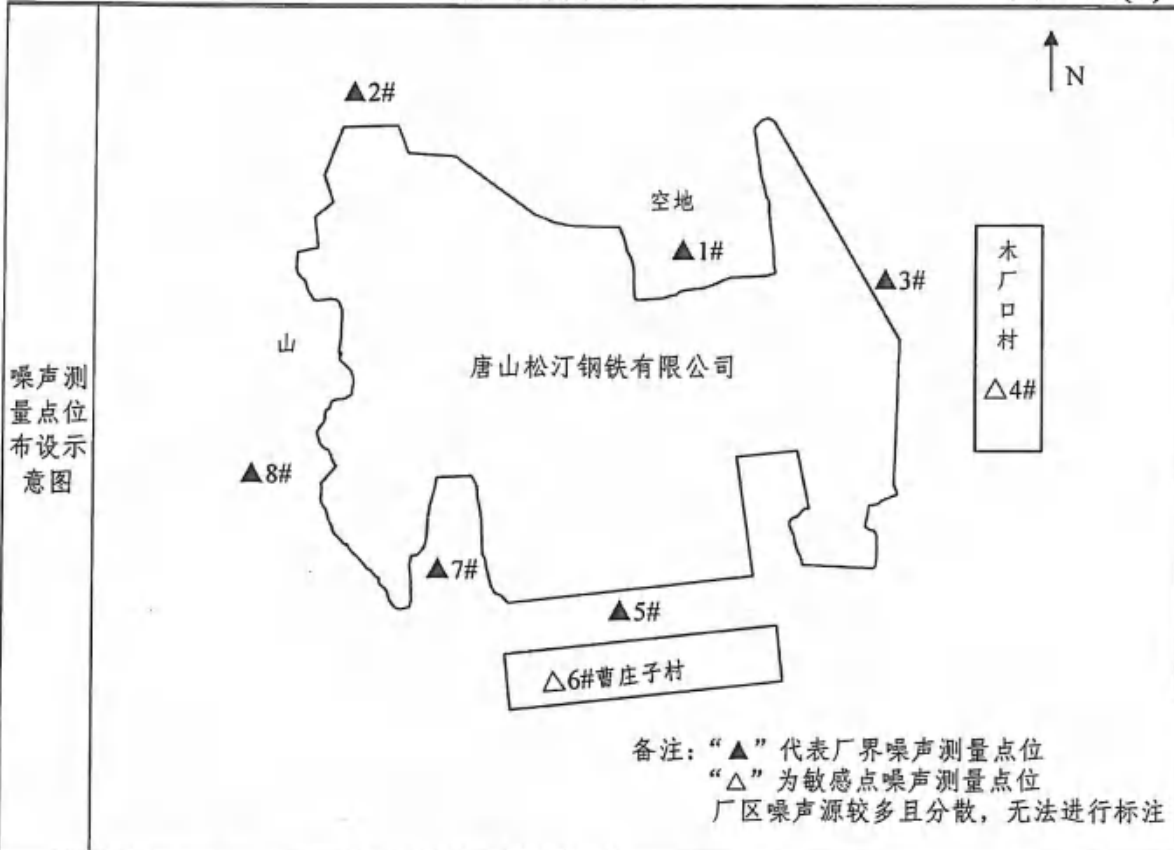 噪声测
量点位
布设示
意图
N
▲2#
空地
▲1#
▲3#
木厂口村
△4#
山
唐山松汀钢铁有限公司
▲8#
▲7#
▲5#
△6#曹庄子村
备注：“▲”代表厂界噪声测量点位
“△”为敏感点噪声测量点位
厂区噪声源较多且分散，无法进行标注